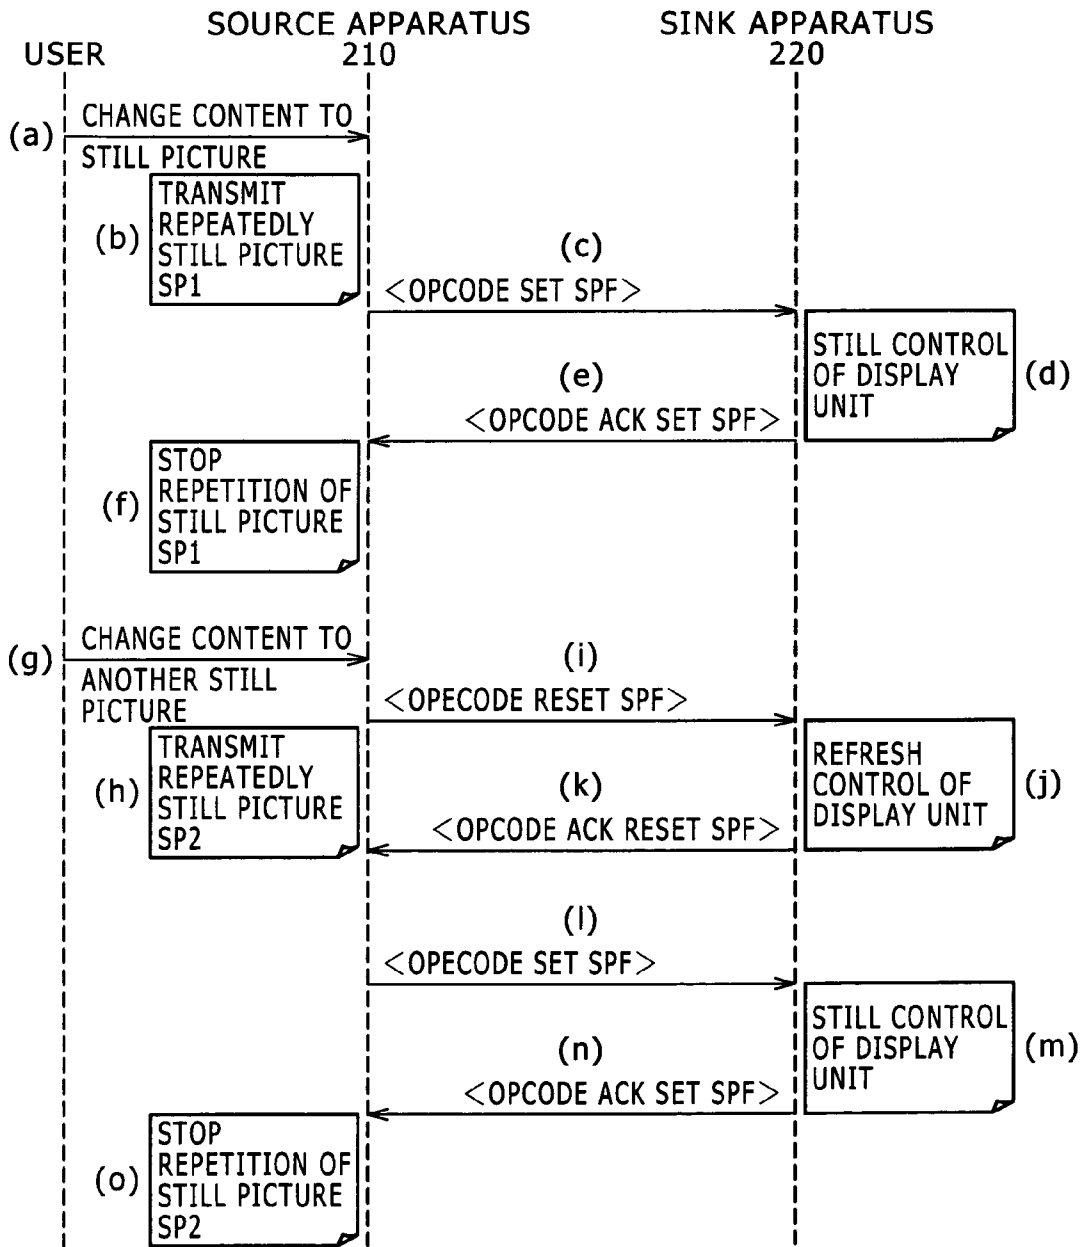 SOURCE APPARATUS
SINK APPARATUS
USER
210
220
(a)
CHANGE CONTENT TO
STILL PICTURE
(b)
TRANSMIT
REPEATEDLY
STILL PICTURE
SP1
(c)
<OPCODE SET SPF>
STILL CONTROL
OF DISPLAY
UNIT
(d)
(e)
<OPCODE ACK SET SPF>
(f)
STOP
REPETITION OF
STILL PICTURE
SP1
(g)
CHANGE CONTENT TO
ANOTHER STILL
PICTURE
(i)
<OPECODE RESET SPF>
(h)
TRANSMIT
REPEATEDLY
STILL PICTURE
SP2
REFRESH
CONTROL OF
DISPLAY UNIT
(j)
(k)
<OPCODE ACK RESET SPF>
(l)
<OPECODE SET SPF>
STILL CONTROL
OF DISPLAY
UNIT
(m)
(n)
<OPCODE ACK SET SPF>
(o)
STOP
REPETITION OF
STILL PICTURE
SP2